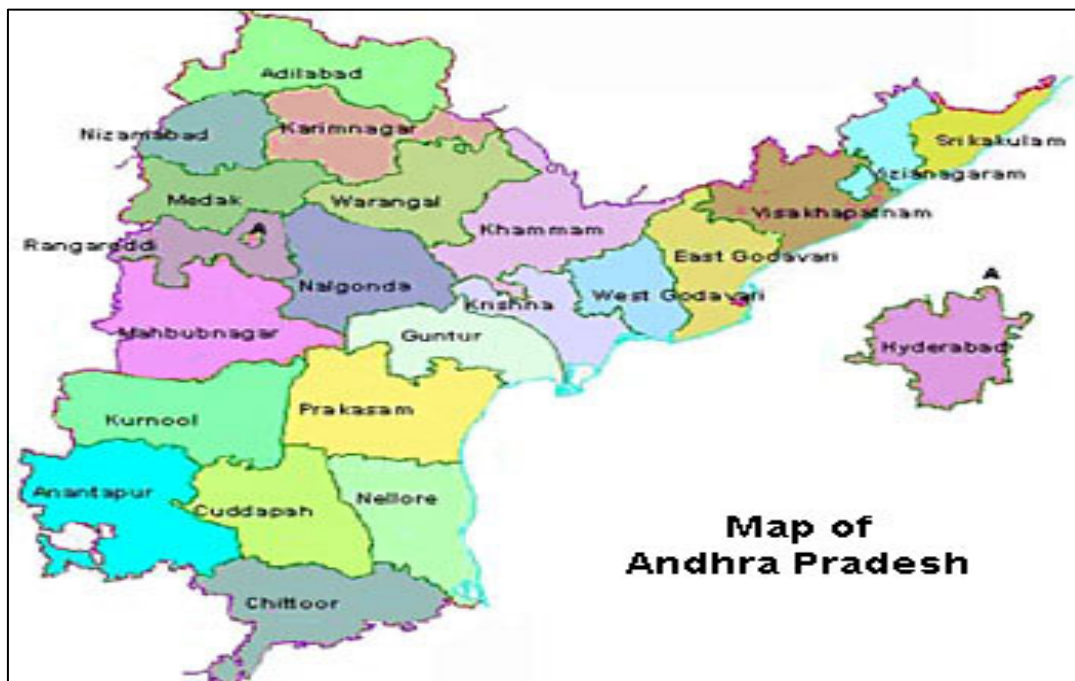 Adilabad
Nizamabad
Karimnagar
Srikakulam
Medak
Warangal
Vizianagaram
Visakhapatnam
A
Rangareddi
Khammam
East Godavari
A
Nalgonda
Krishna
West Godavari
Mahbubnagar
Guntur
Hyderabad
Kurnool
Prakasam
Anantapur
Cuddapah
Nellore
Map of
Andhra Pradesh
Chittoor